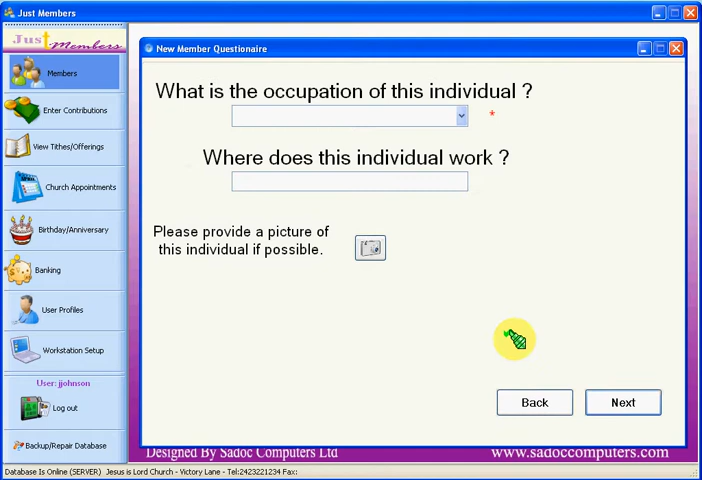 Just Members
Just Members
Members
Enter Contributions
View Tithes/Offerings
Church Appointments
Birthday/Anniversary
Banking
User Profiles
Workstation Setup
User: jjohnson
Log out
Backup/Repair Database
New Member Questionaire
What is the occupation of this individual ?
*
Where does this individual work ?
Please provide a picture of
this individual if possible.
Back
Next
Designed By Sadoc Computers Ltd
www.sadoccomputers.com
Database Is Online (SERVER) Jesus is Lord Church - Victory Lane - Tel:2423221234 Fax: